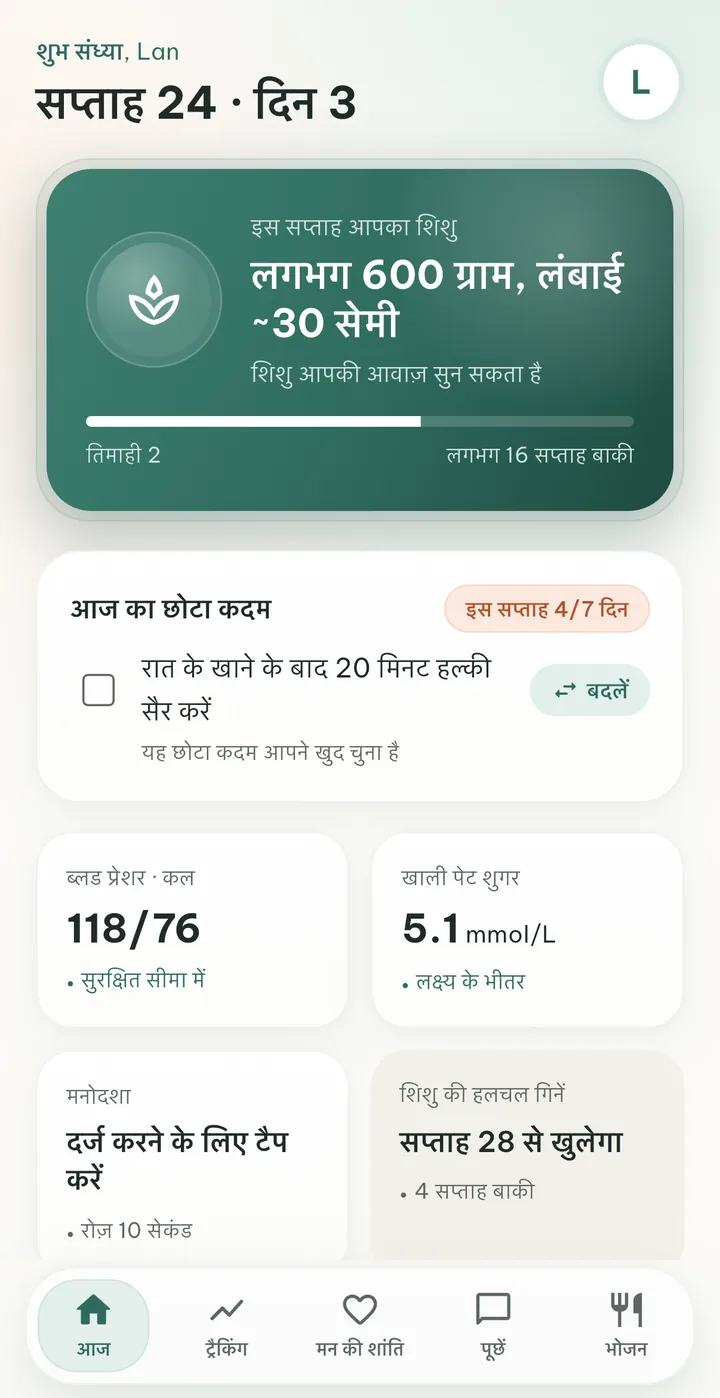 शुभ संध्या, Lan
सप्ताह 24 · दिन 3
L
इस सप्ताह आपका शिशु
लगभग 600 ग्राम, लंबाई
~30 सेमी
शिशु आपकी आवाज़ सुन सकता है
तिमाही 2
लगभग 16 सप्ताह बाकी
आज का छोटा कदम
इस सप्ताह 4/7 दिन
रात के खाने के बाद 20 मिनट हल्की
सैर करें
बदलें
यह छोटा कदम आपने खुद चुना है
ब्लड प्रेशर · कल
118/76
• सुरक्षित सीमा में
खाली पेट शुगर
5.1 mmol/L
• लक्ष्य के भीतर
मनोदशा
दर्ज करने के लिए टैप
करें
• रोज़ 10 सेकंड
शिशु की हलचल गिनें
सप्ताह 28 से खुलेगा
• 4 सप्ताह बाकी
आज
ट्रैकिंग
मन की शांति
पूछें
भोजन